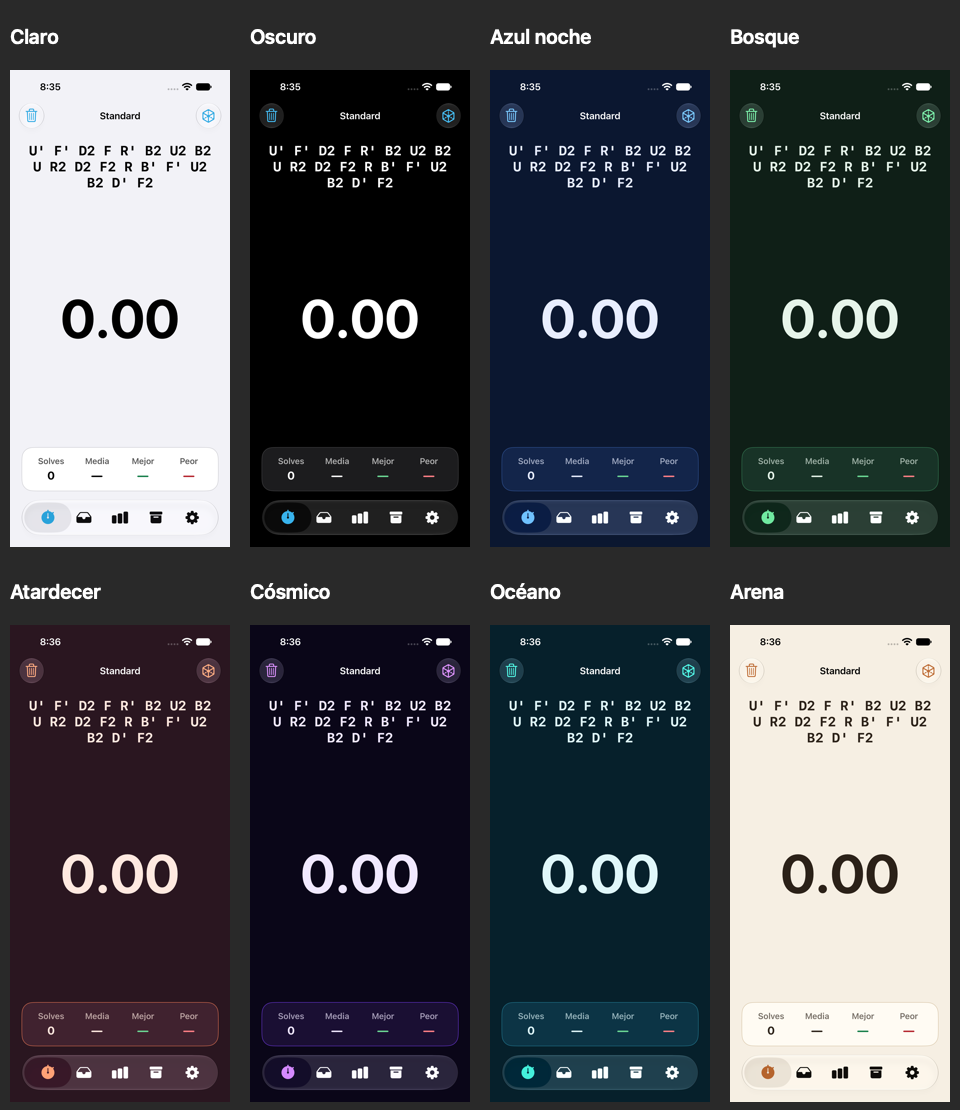 Claro
8:35
Standard
U' F' D2 F R' B2 U2 B2
U R2 D2 F2 R B' F' U2
B2 D' F2
0.00
Solves Media Mejor Peor
0 — — —
Oscuro
8:35
Standard
U' F' D2 F R' B2 U2 B2
U R2 D2 F2 R B' F' U2
B2 D' F2
0.00
Solves Media Mejor Peor
0 — — —
Azul noche
8:35
Standard
U' F' D2 F R' B2 U2 B2
U R2 D2 F2 R B' F' U2
B2 D' F2
0.00
Solves Media Mejor Peor
0 — — —
Bosque
8:35
Standard
U' F' D2 F R' B2 U2 B2
U R2 D2 F2 R B' F' U2
B2 D' F2
0.00
Solves Media Mejor Peor
0 — — —
Atardecer
8:36
Standard
U' F' D2 F R' B2 U2 B2
U R2 D2 F2 R B' F' U2
B2 D' F2
0.00
Solves Media Mejor Peor
0 — — —
Cósmico
8:36
Standard
U' F' D2 F R' B2 U2 B2
U R2 D2 F2 R B' F' U2
B2 D' F2
0.00
Solves Media Mejor Peor
0 — — —
Océano
8:36
Standard
U' F' D2 F R' B2 U2 B2
U R2 D2 F2 R B' F' U2
B2 D' F2
0.00
Solves Media Mejor Peor
0 — — —
Arena
8:36
Standard
U' F' D2 F R' B2 U2 B2
U R2 D2 F2 R B' F' U2
B2 D' F2
0.00
Solves Media Mejor Peor
0 — — —